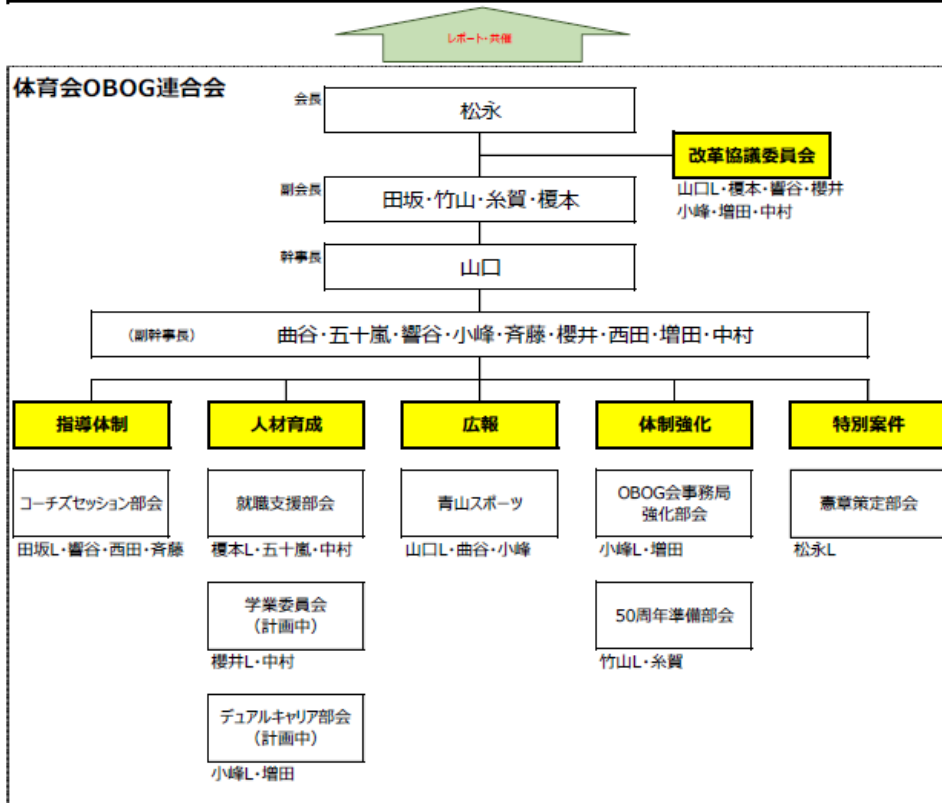 レポート・共催
体育会OBOG連合会
会長
松永
改革協議委員会
山口L・榎本・響谷・櫻井
小峰・増田・中村
副会長
田坂・竹山・糸賀・榎本
幹事長
山口
(副幹事長)
曲谷・五十嵐・響谷・小峰・斉藤・櫻井・西田・増田・中村
指導体制
コーチズセッション部会
田坂L・響谷・西田・斉藤
人材育成
就職支援部会
榎本L・五十嵐・中村
学業委員会
(計画中)
櫻井L・中村
デュアルキャリア部会
(計画中)
小峰L・増田
広報
青山スポーツ
山口L・曲谷・小峰
体制強化
OBOG会事務局
強化部会
小峰L・増田
50周年準備部会
竹山L・糸賀
特別案件
憲章策定部会
松永L